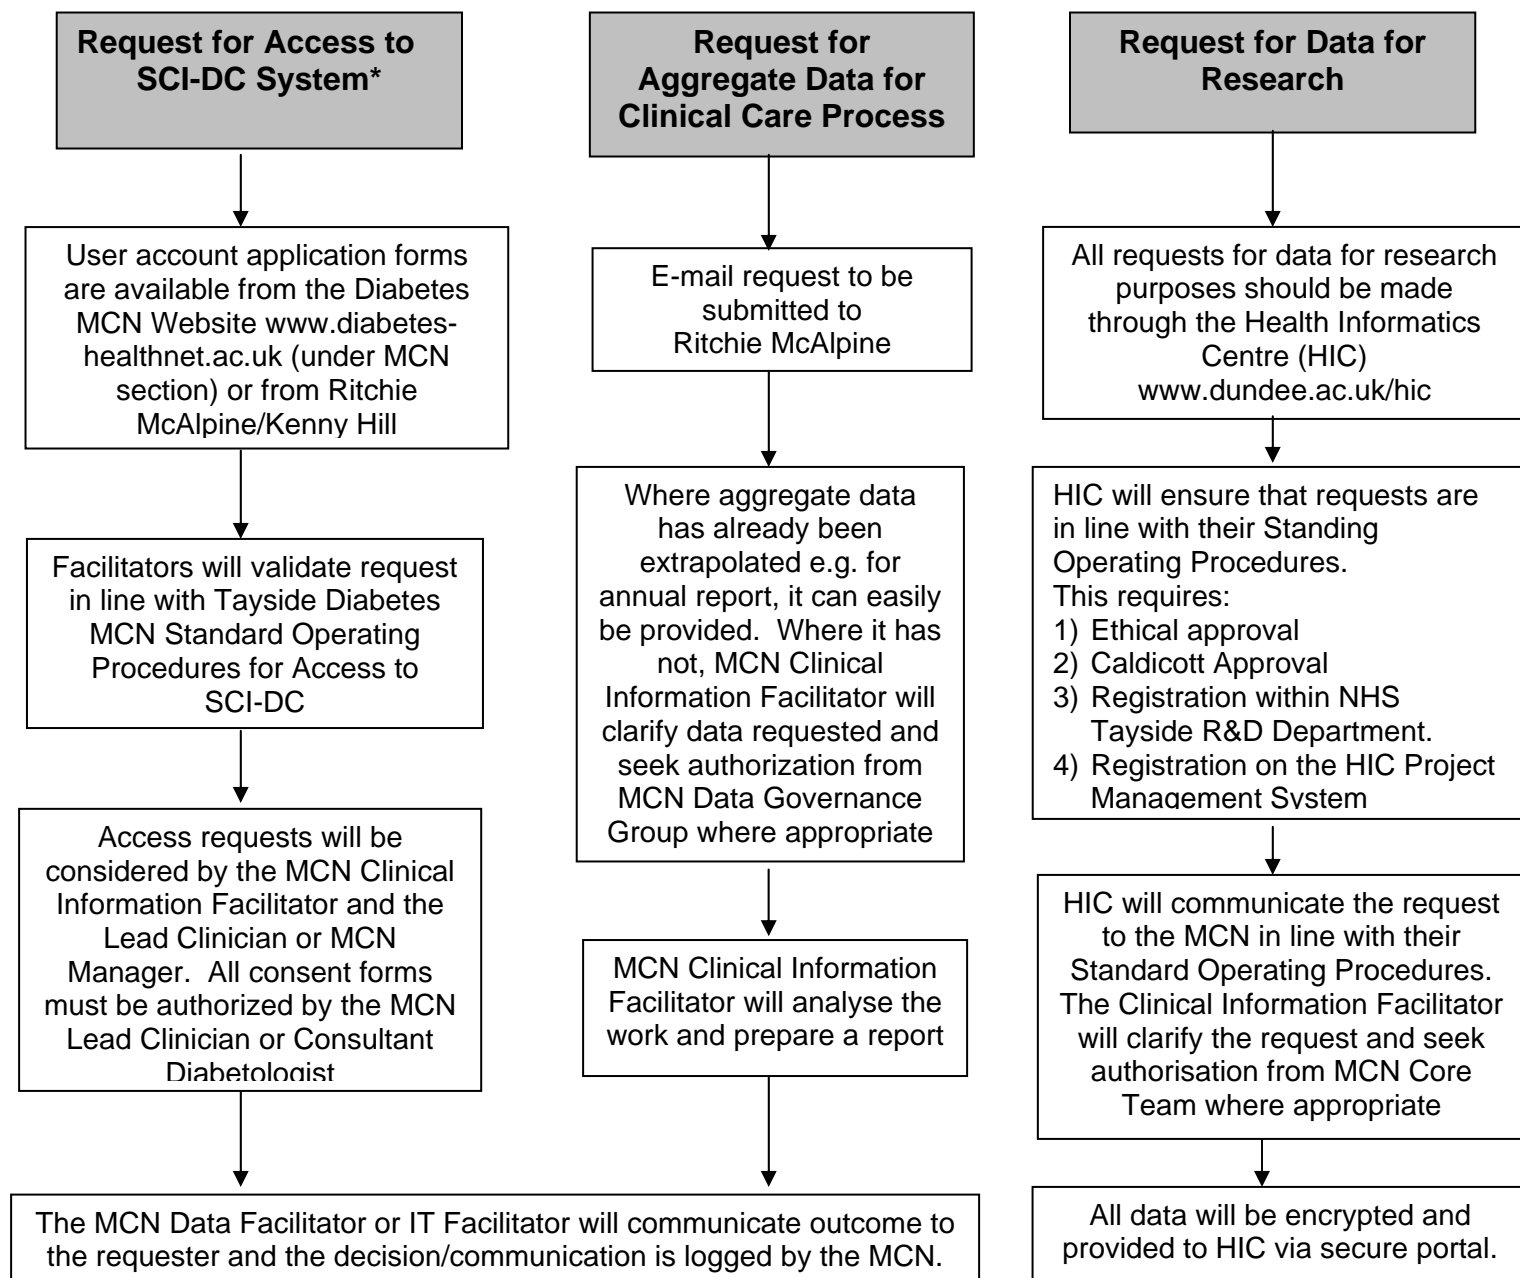 Request for Access to
SCI-DC System*
User account application forms
are available from the Diabetes
MCN Website www.diabetes-
healthnet.ac.uk (under MCN
section) or from Ritchie
McAlpine/Kenny Hill
Facilitators will validate request
in line with Tayside Diabetes
MCN Standard Operating
Procedures for Access to
SCI-DC
Access requests will be
considered by the MCN Clinical
Information Facilitator and the
Lead Clinician or MCN
Manager.  All consent forms
must be authorized by the MCN
Lead Clinician or Consultant
Diabetologist
Request for
Aggregate Data for
Clinical Care Process
E-mail request to be
submitted to
Ritchie McAlpine
Where aggregate data
has already been
extrapolated e.g. for
annual report, it can easily
be provided.  Where it has
not, MCN Clinical
Information Facilitator will
clarify data requested and
seek authorization from
MCN Data Governance
Group where appropriate
MCN Clinical Information
Facilitator will analyse the
work and prepare a report
The MCN Data Facilitator or IT Facilitator will communicate outcome to
the requester and the decision/communication is logged by the MCN.
Request for Data for
Research
All requests for data for research
purposes should be made
through the Health Informatics
Centre (HIC)
www.dundee.ac.uk/hic
HIC will ensure that requests are
in line with their Standing
Operating Procedures.
This requires:
1) Ethical approval
2) Caldicott Approval
3) Registration within NHS
Tayside R&D Department.
4) Registration on the HIC Project
Management System
HIC will communicate the request
to the MCN in line with their
Standard Operating Procedures.
The Clinical Information Facilitator
will clarify the request and seek
authorisation from MCN Core
Team where appropriate
All data will be encrypted and
provided to HIC via secure portal.